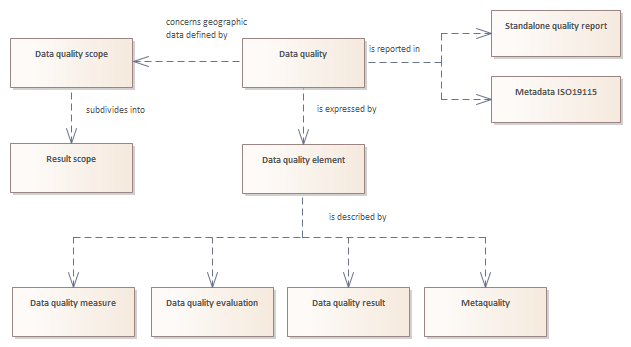 concerns geographic
data defined by
Standalone quality report
Data quality scope
Data quality
is reported in
Metadata ISO19115
subdivides into
is expressed by
Result scope
Data quality element
is described by
Data quality measure
Data quality evaluation
Data quality result
Metaquality